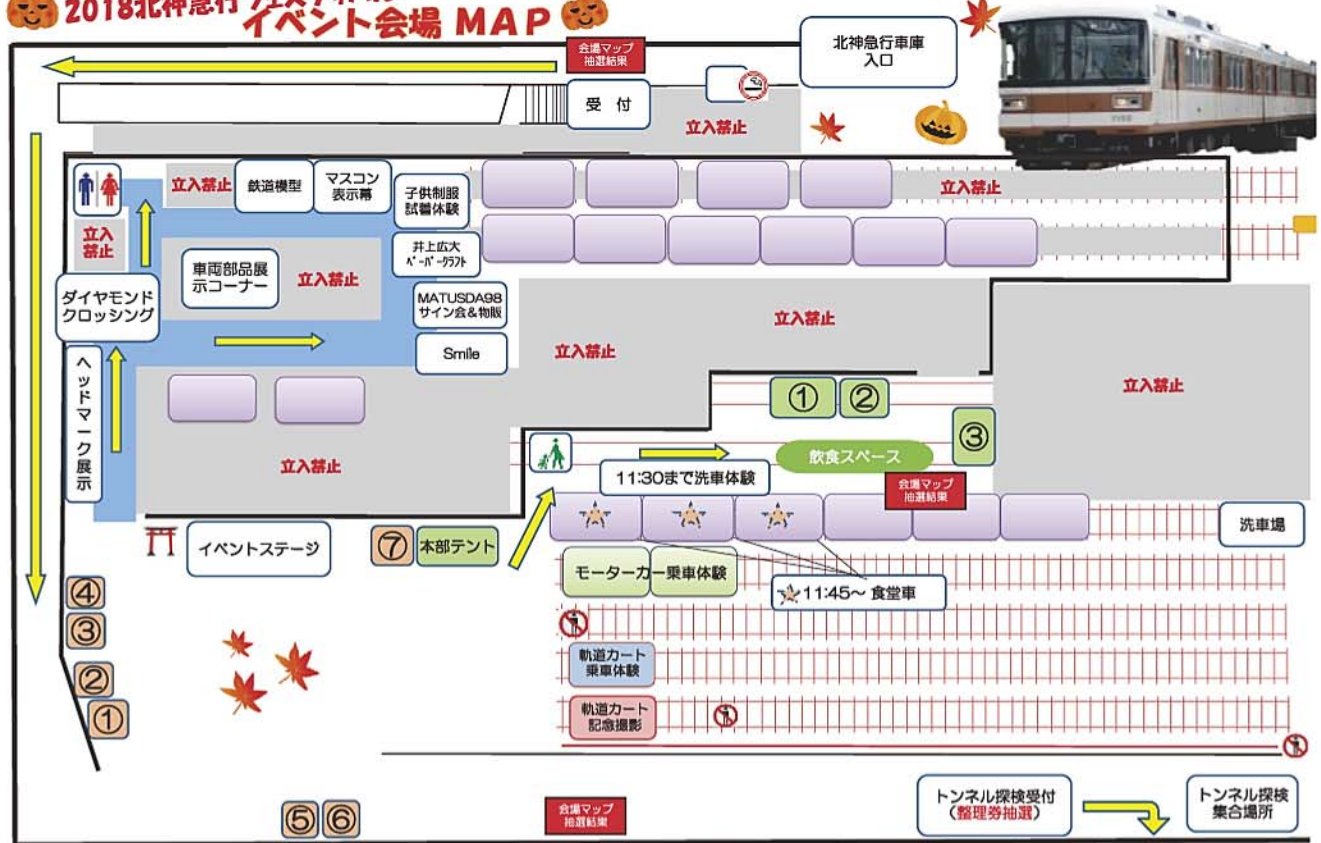 2018北神急行
イベント会場 MAP
会場マップ
抽選結果
北神急行車庫
入口
受 付
立入禁止
立入禁止
鉄道模型
マスコン
表示幕
子供制服
試着体験
立入禁止
立入
禁止
車両部品展
示コーナー
立入禁止
井上広大
ペーパークラフト
ダイヤモンド
クロッシング
MATUSDA98
サイン会&物販
立入禁止
Smile
立入禁止
ヘッドマーク展示
立入禁止
①
②
③
立入禁止
飲食スペース
11:30まで洗車体験
会場マップ
抽選結果
洗車場
イベントステージ
⑦
本部テント
モーターカー乗車体験
11:45~ 食堂車
④
③
②
①
軌道カート
乗車体験
軌道カート
記念撮影
⑤
⑥
会場マップ
抽選結果
トンネル探検受付
(整理券抽選)
トンネル探検
集合場所